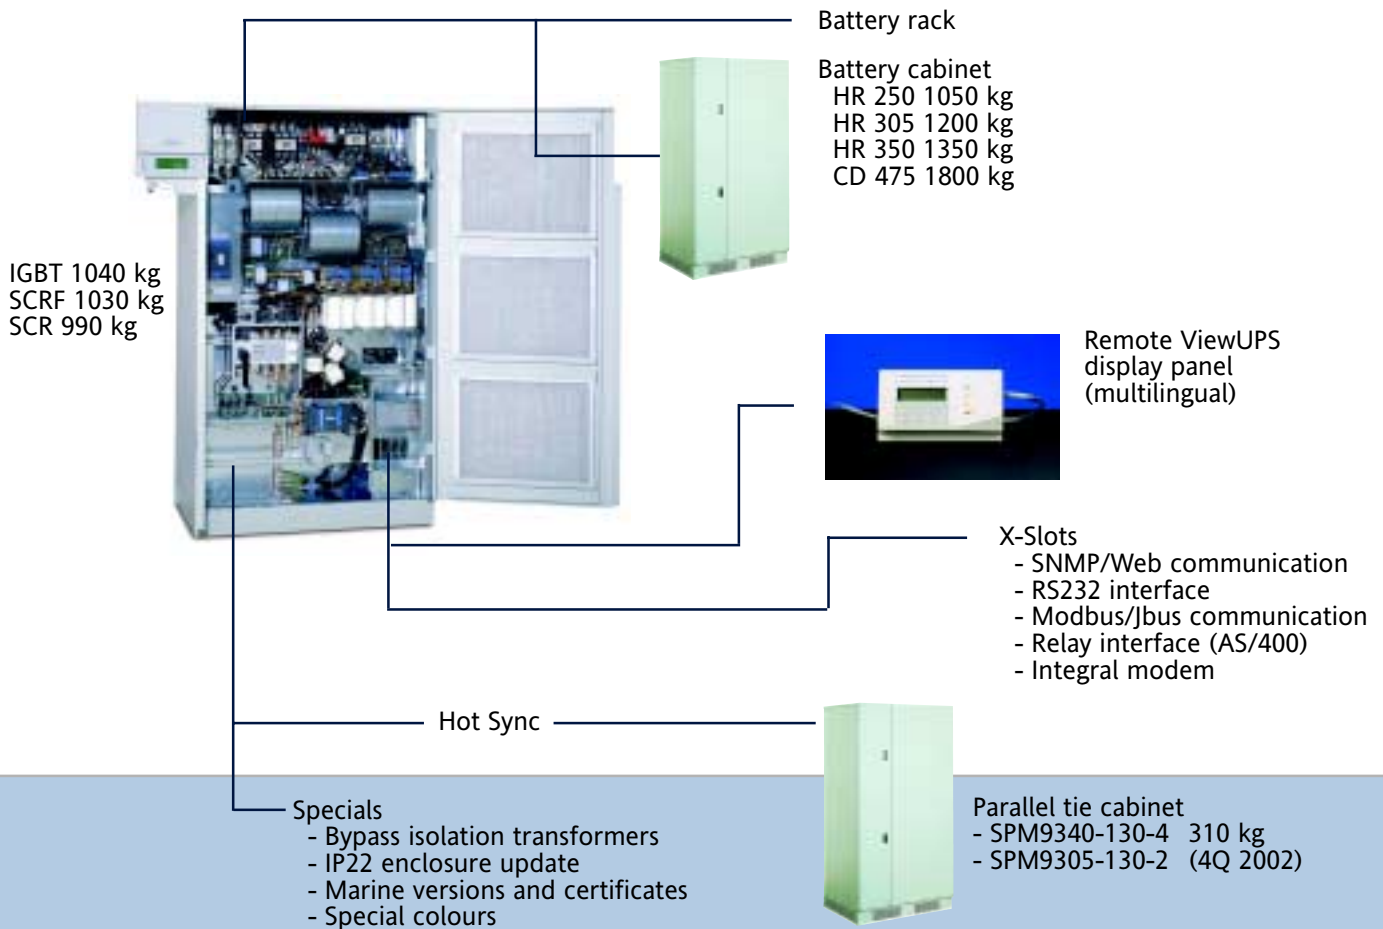 Battery rack
Battery cabinet
HR 250 1050 kg
HR 305 1200 kg
HR 350 1350 kg
CD 475 1800 kg
IGBT 1040 kg
SCRF 1030 kg
SCR 990 kg
Remote ViewUPS
display panel
(multilingual)
X-Slots
- SNMP/Web communication
- RS232 interface
- Modbus/Jbus communication
- Relay interface (AS/400)
- Integral modem
Hot Sync
Specials
- Bypass isolation transformers
- IP22 enclosure update
- Marine versions and certificates
- Special colours
Parallel tie cabinet
- SPM9340-130-4 310 kg
- SPM9305-130-2 (4Q 2002)